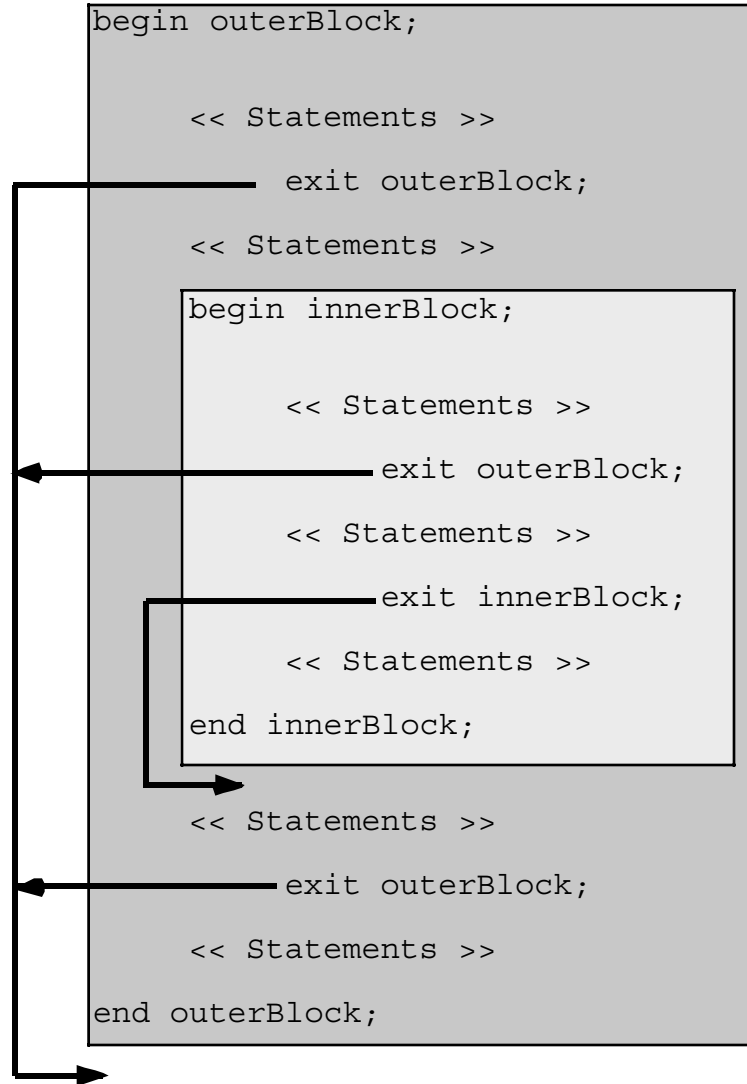 begin outerBlock;
<< Statements >>
exit outerBlock;
<< Statements >>
begin innerBlock;
<< Statements >>
exit outerBlock;
<< Statements >>
exit innerBlock;
<< Statements >>
end innerBlock;
<< Statements >>
exit outerBlock;
<< Statements >>
end outerBlock;